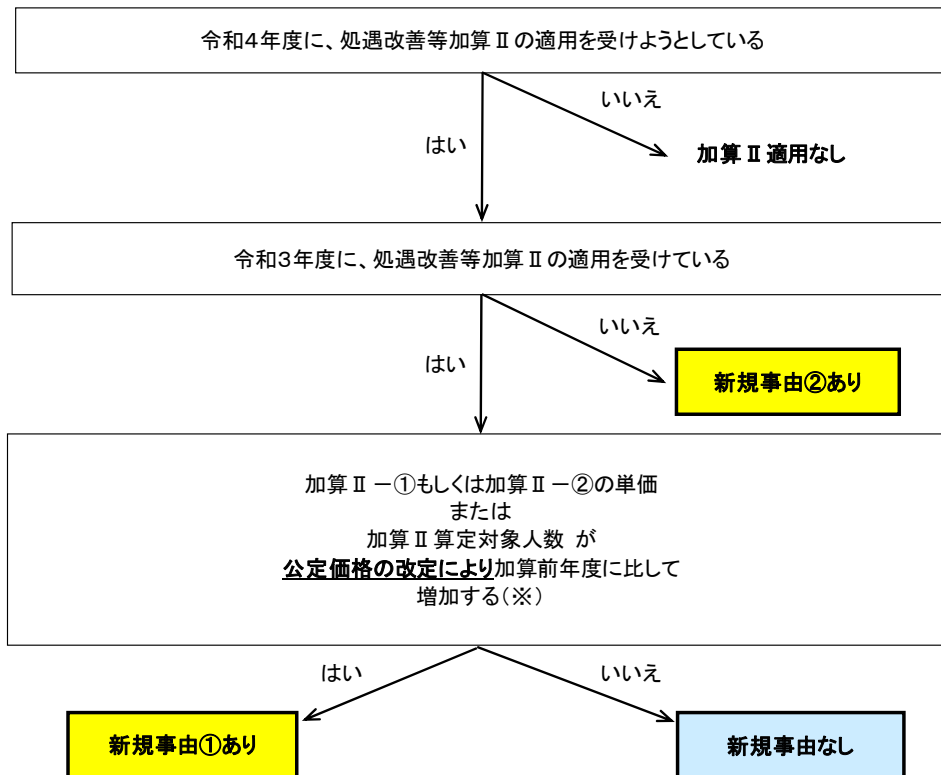 令和4年度に、処遇改善等加算Ⅱの適用を受けようとしている
いいえ
はい
加算Ⅱ適用なし
令和3年度に、処遇改善等加算Ⅱの適用を受けている
いいえ
はい
新規事由②あり
加算Ⅱ－①もしくは加算Ⅱ－②の単価
または
加算Ⅱ算定対象人数 が
公定価格の改定により加算前年度に比して
増加する(※)
はい
いいえ
新規事由①あり
新規事由なし